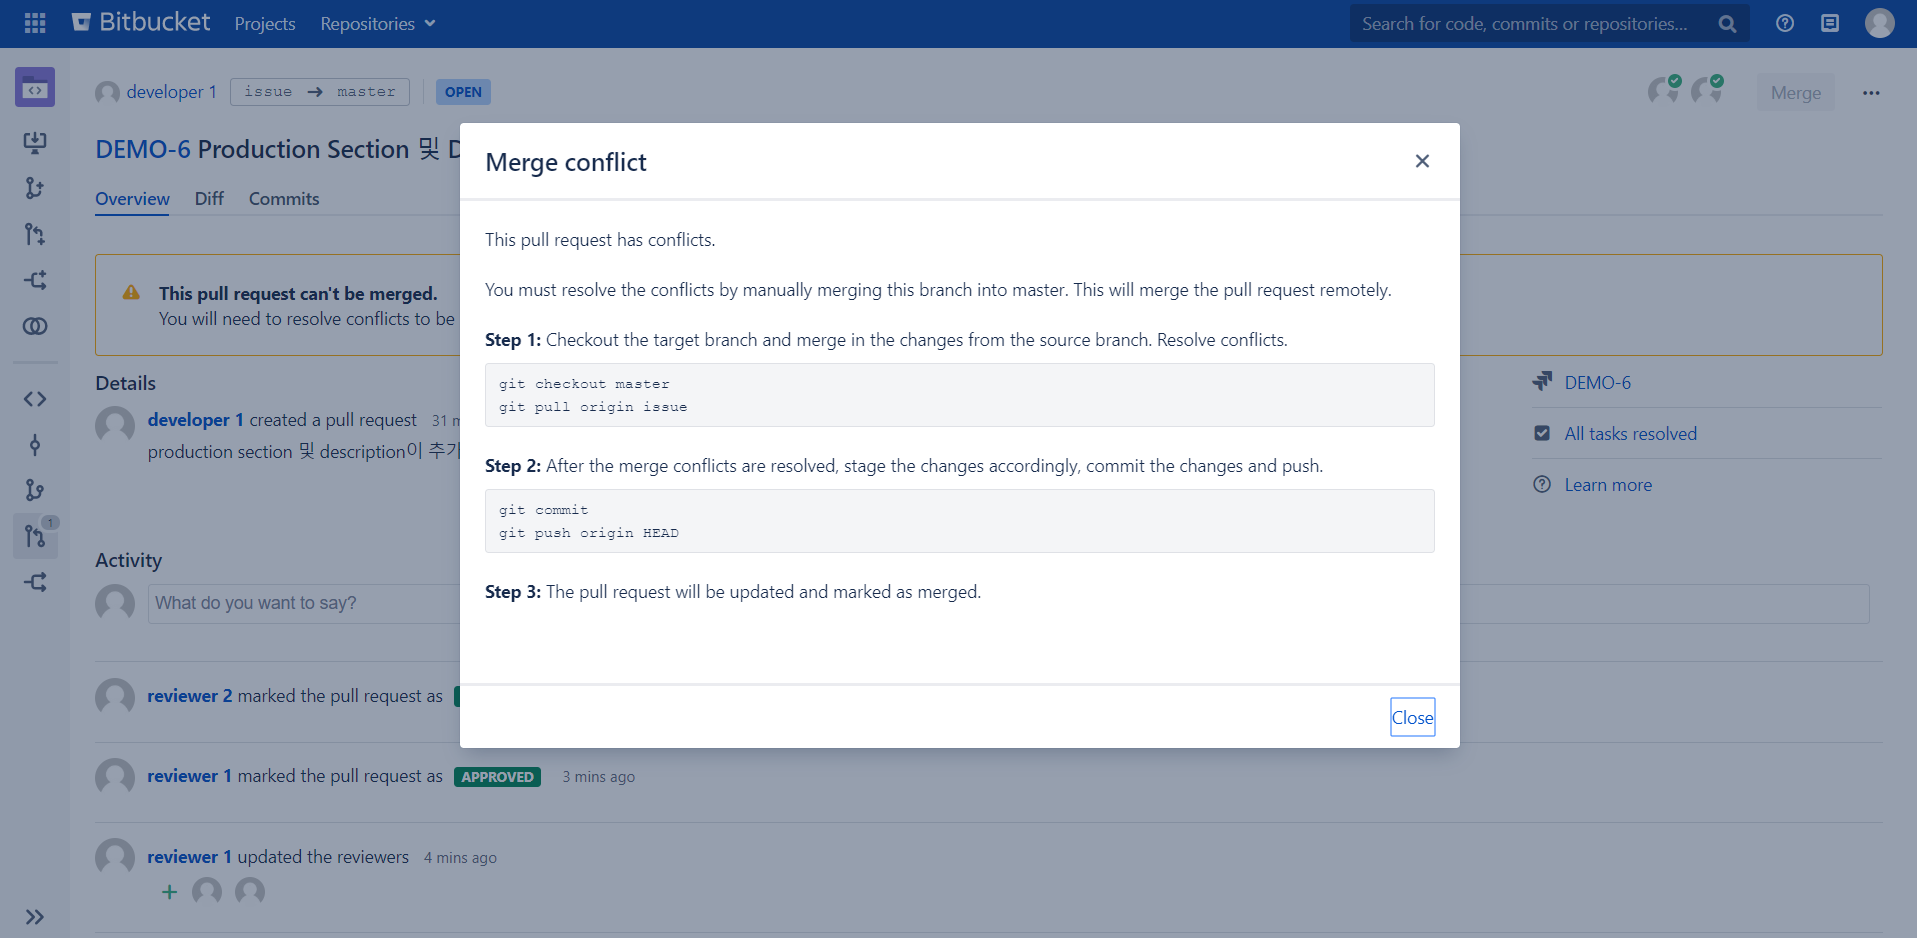 Bitbucket Projects Repositories Search for code, commits or repositories...
developer 1 issue → master OPEN Merge
DEMO-6 Production Section 및 D
Overview Diff Commits
This pull request can't be merged.
You will need to resolve conflicts to be
Details
developer 1 created a pull request 31 m
production section 및 description이 추가
DEMO-6
All tasks resolved
Learn more
1
Activity
What do you want to say?
reviewer 2 marked the pull request as
reviewer 1 marked the pull request as APPROVED 3 mins ago
reviewer 1 updated the reviewers 4 mins ago
Merge conflict
This pull request has conflicts.
You must resolve the conflicts by manually merging this branch into master. This will merge the pull request remotely.
Step 1: Checkout the target branch and merge in the changes from the source branch. Resolve conflicts.
git checkout master
git pull origin issue
Step 2: After the merge conflicts are resolved, stage the changes accordingly, commit the changes and push.
git commit
git push origin HEAD
Step 3: The pull request will be updated and marked as merged.
Close